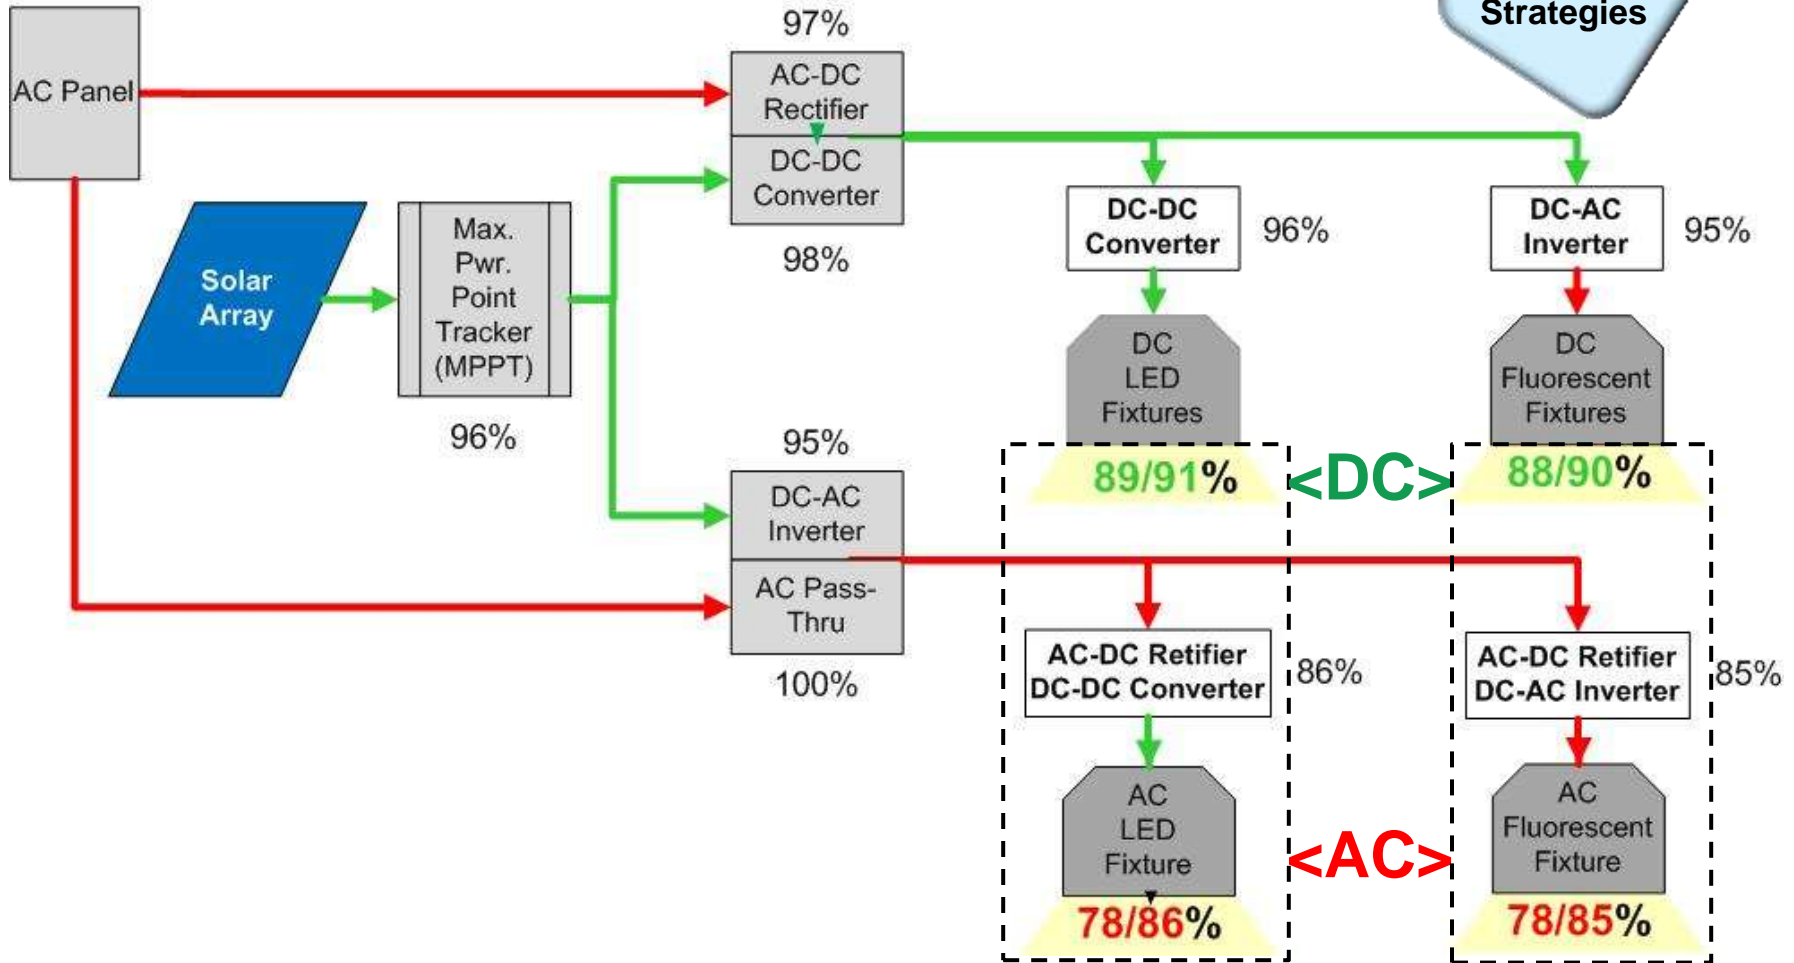 Strategies
97%
AC Panel
AC-DC
Rectifier
DC-DC
Converter
98%
Solar
Array
Max.
Pwr.
Point
Tracker
(MPPT)
96%
DC-DC
Converter
96%
DC-AC
Inverter
95%
DC
LED
Fixtures
DC
Fluorescent
Fixtures
89/91%
<DC>
88/90%
95%
DC-AC
Inverter
AC Pass-
Thru
100%
AC-DC Retifier
DC-DC Converter
86%
AC-DC Retifier
DC-AC Inverter
85%
AC
LED
Fixture
<AC>
AC
Fluorescent
Fixture
78/86%
78/85%